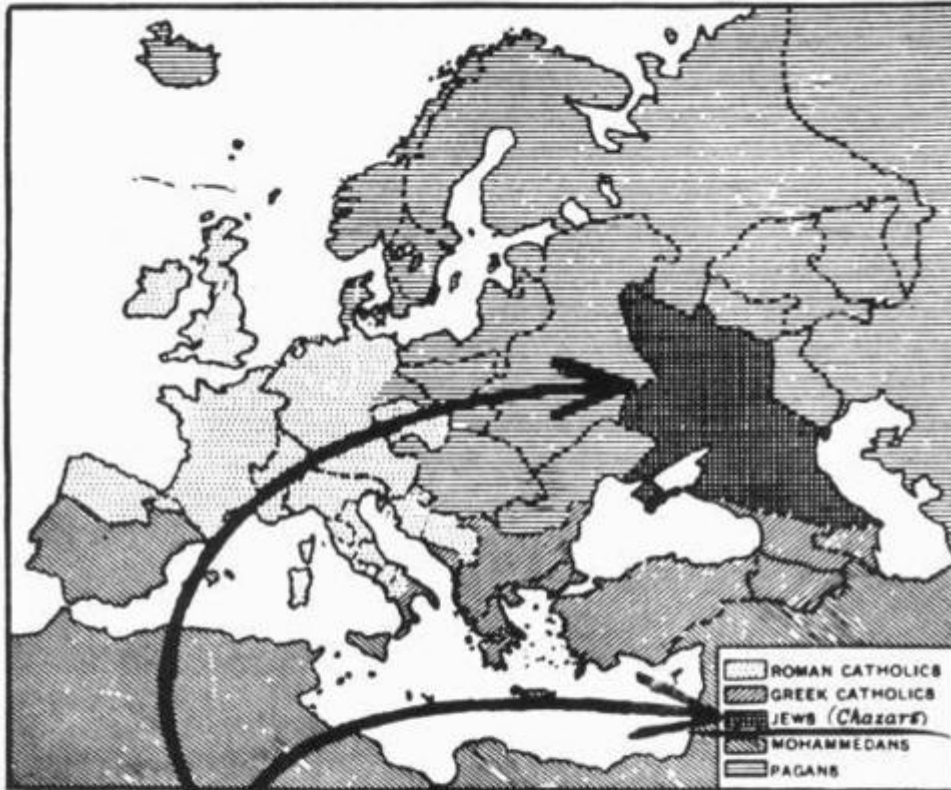 ROMAN CATHOLICS
GREEK CATHOLICS
JEWS (Chazars)
MOHAMMEDANS
PAGANS